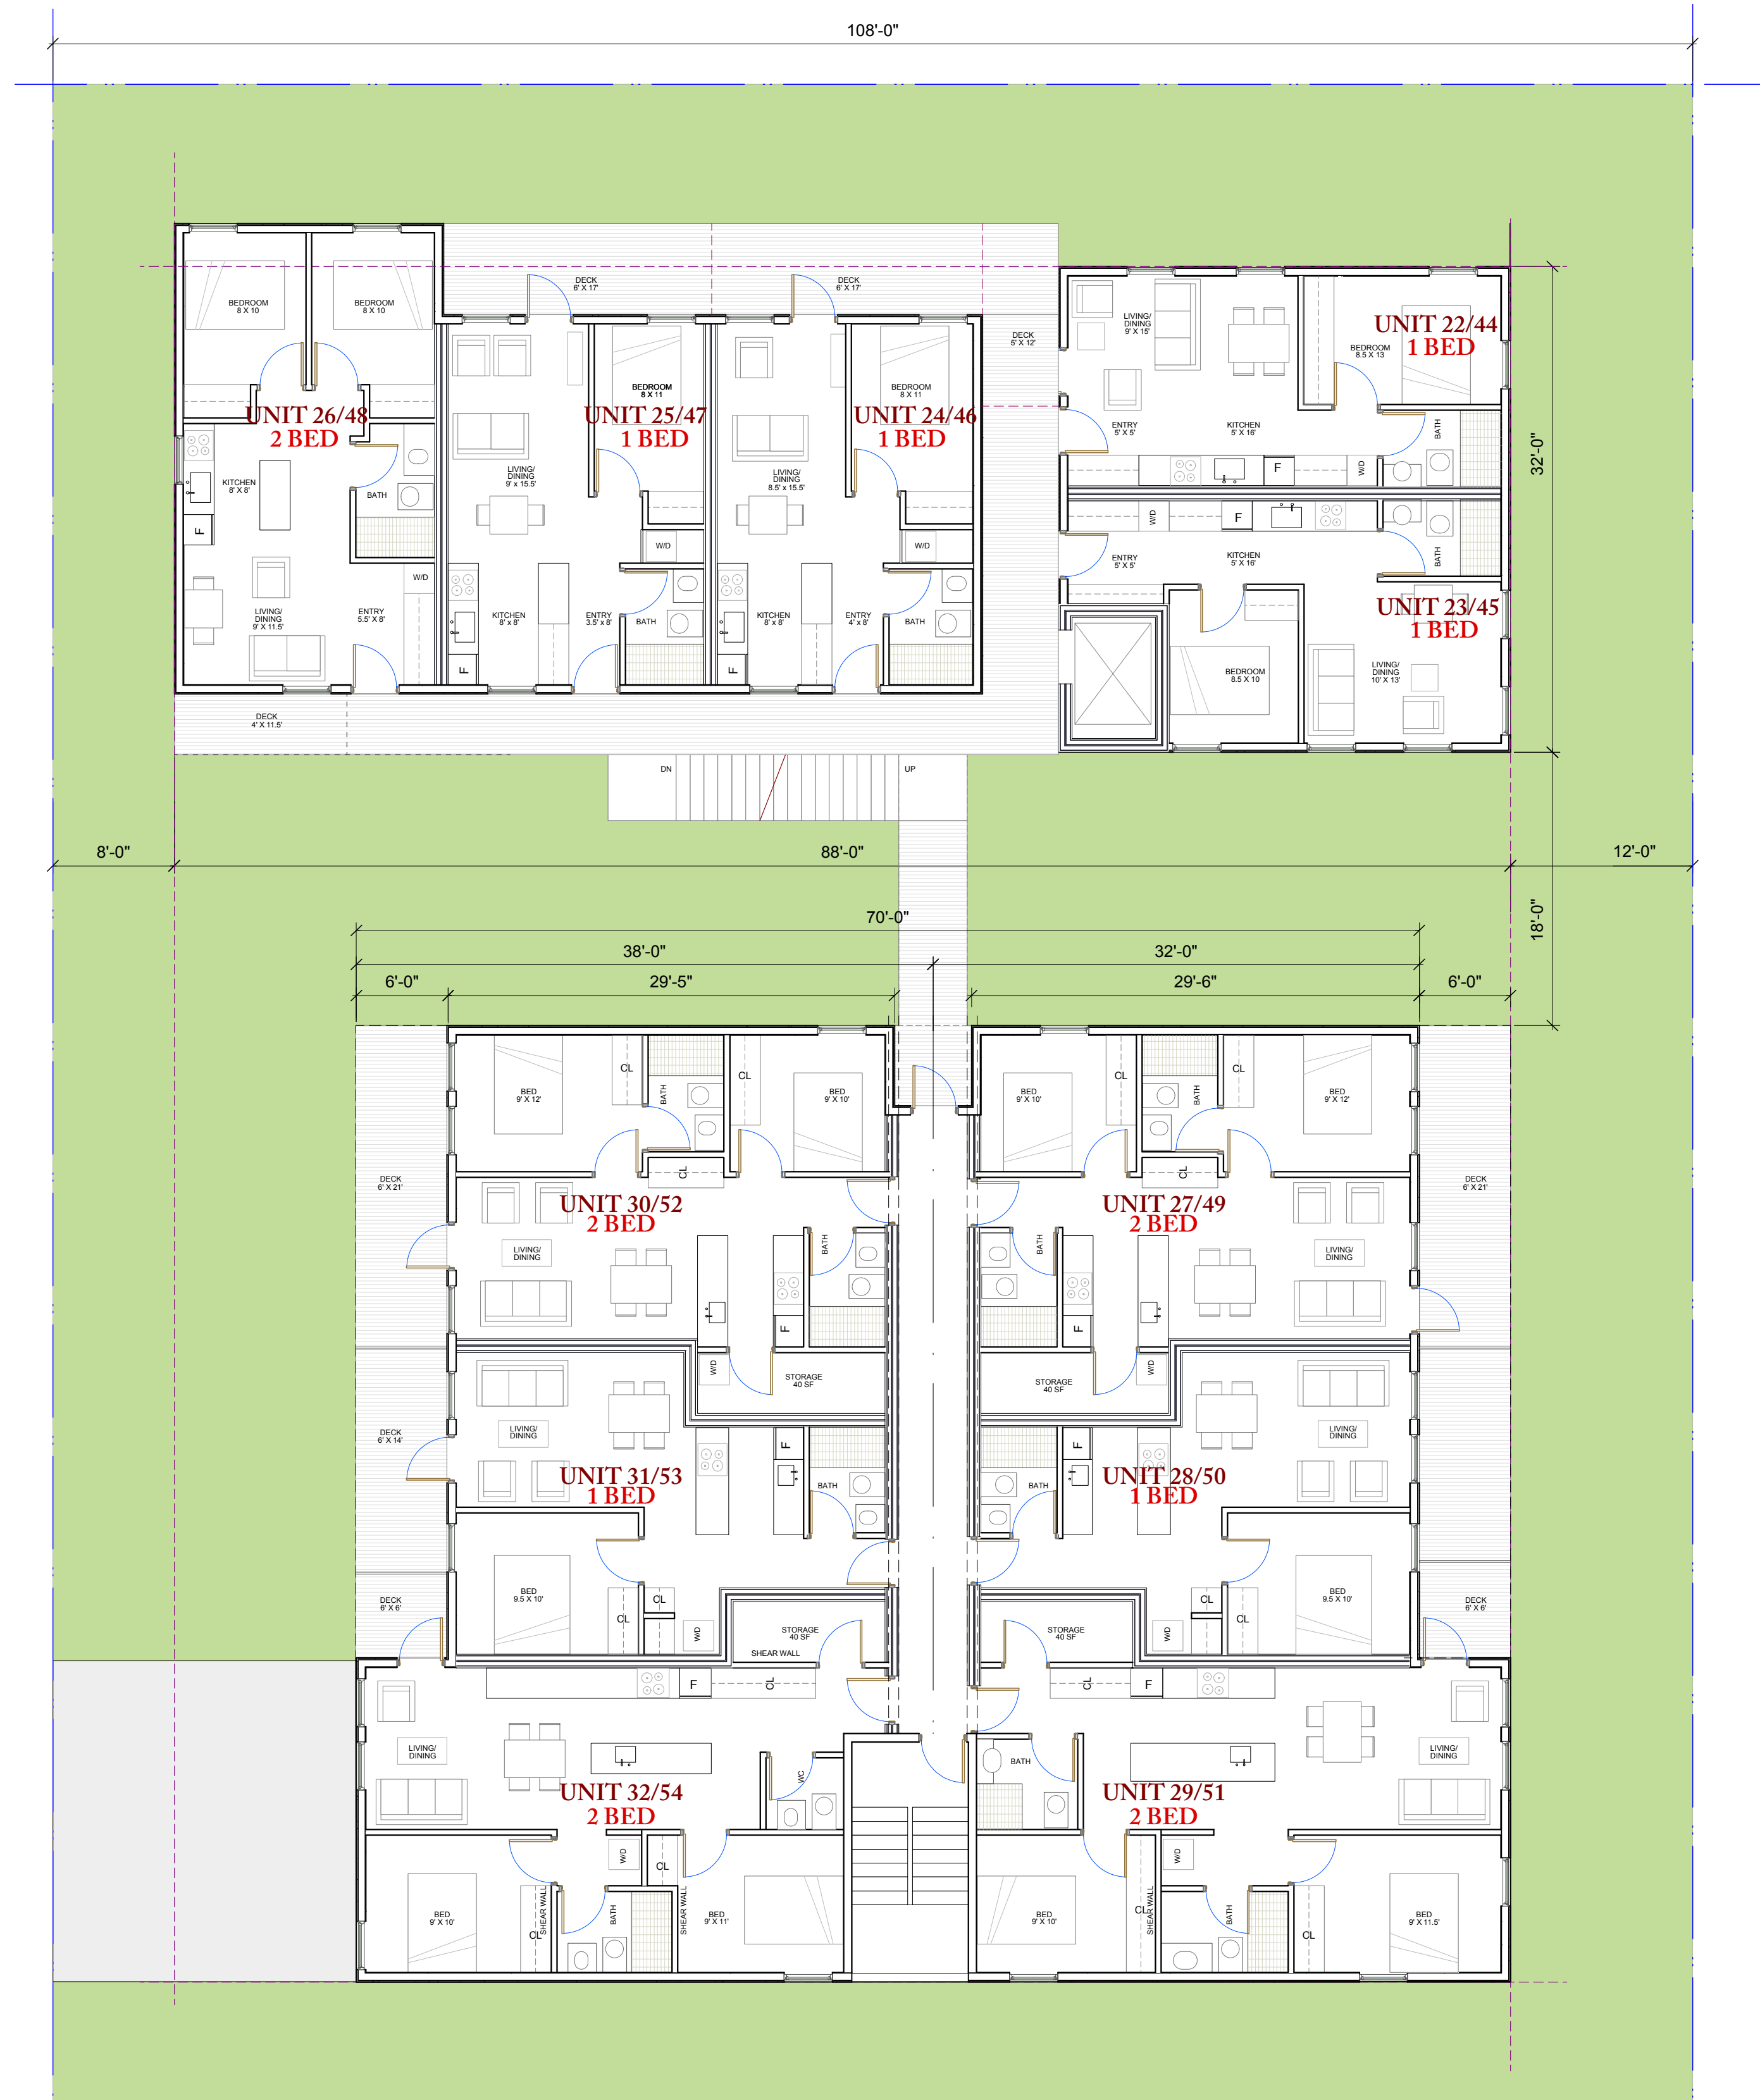 108'-0"
DECK
6' X 17'
DECK
6' X 17'
BEDROOM
8 X 10
BEDROOM
8 X 10
LIVING/
DINING
9' X 15'
DECK
5' X 12'
UNIT 22/44
1 BED
BEDROOM
8.5 X 13
BEDROOM
8 X 11
BEDROOM
8 X 11
UNIT 26/48
2 BED
UNIT 25/47
1 BED
UNIT 24/46
1 BED
ENTRY
5' X 5'
KITCHEN
5' X 16'
BATH
32'-0"
F
W/D
LIVING/
DINING
9' x 15.5'
LIVING/
DINING
8.5' x 15.5'
KITCHEN
8' X 8'
BATH
F
W/D
F
W/D
W/D
ENTRY
5' X 5'
KITCHEN
5' X 16'
BATH
W/D
LIVING/
DINING
9' X 11.5'
ENTRY
5.5' X 8'
KITCHEN
8' x 8'
ENTRY
3.5' x 8'
BATH
KITCHEN
8' x 8'
ENTRY
4' x 8'
BATH
UNIT 23/45
1 BED
F
F
BEDROOM
8.5 X 10
LIVING/
DINING
10' X 13'
DECK
4' X 11.5'
DN
UP
8'-0"
88'-0"
12'-0"
18'-0"
70'-0"
38'-0"
32'-0"
6'-0"
29'-5"
29'-6"
6'-0"
BED
9' X 12'
CL
BATH
CL
BED
9' X 10'
BED
9' X 10'
CL
BATH
CL
BED
9' X 12'
CL
CL
DECK
6' X 21'
DECK
6' X 21'
UNIT 30/52
2 BED
UNIT 27/49
2 BED
LIVING/
DINING
BATH
BATH
LIVING/
DINING
F
F
W/D
STORAGE
40 SF
STORAGE
40 SF
W/D
DECK
6' X 14'
LIVING/
DINING
F
F
LIVING/
DINING
UNIT 31/53
1 BED
BATH
BATH
UNIT 28/50
1 BED
DECK
6' X 6'
BED
9.5 X 10'
CL
CL
W/D
STORAGE
40 SF
SHEAR WALL
STORAGE
40 SF
W/D
CL
CL
BED
9.5 X 10'
DECK
6' X 6'
F
CL
CL
F
LIVING/
DINING
WC
BATH
LIVING/
DINING
UNIT 32/54
2 BED
UNIT 29/51
2 BED
W/D
CL
W/D
BED
9' X 10'
CL
SHEAR WALL
BATH
SHEAR WALL
BED
9' X 11'
BED
9' X 10'
CL
SHEAR WALL
BATH
CL
BED
9' X 11.5'